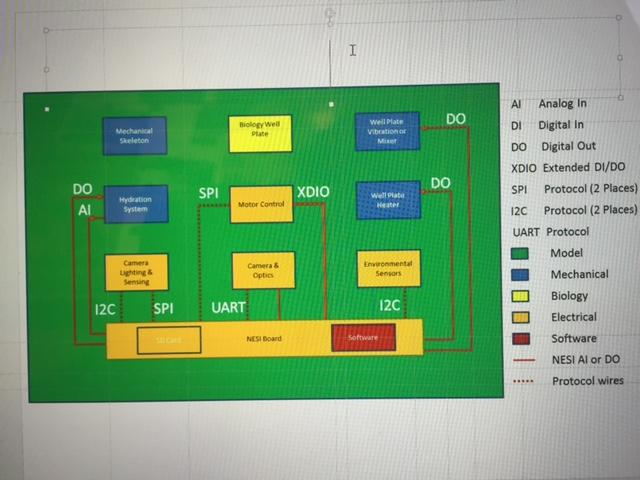 Mechanical
Skeleton
Biology Well
Plate
Well Plate
Vibration or
Mixer
DO
DO
AI
Hydration
System
SPI
Motor Control
XDIO
Well Plate
Heater
DO
Camera
Lighting &
Sensing
Camera &
Optics
Environmental
Sensors
I2C
SPI
UART
I2C
SD Card
NESI Board
Software
AI Analog In
DI Digital In
DO Digital Out
XDIO Extended DI/DO
SPI Protocol (2 Places)
I2C Protocol (2 Places)
UART Protocol
Model
Mechanical
Biology
Electrical
Software
NESI AI or DO
Protocol wires